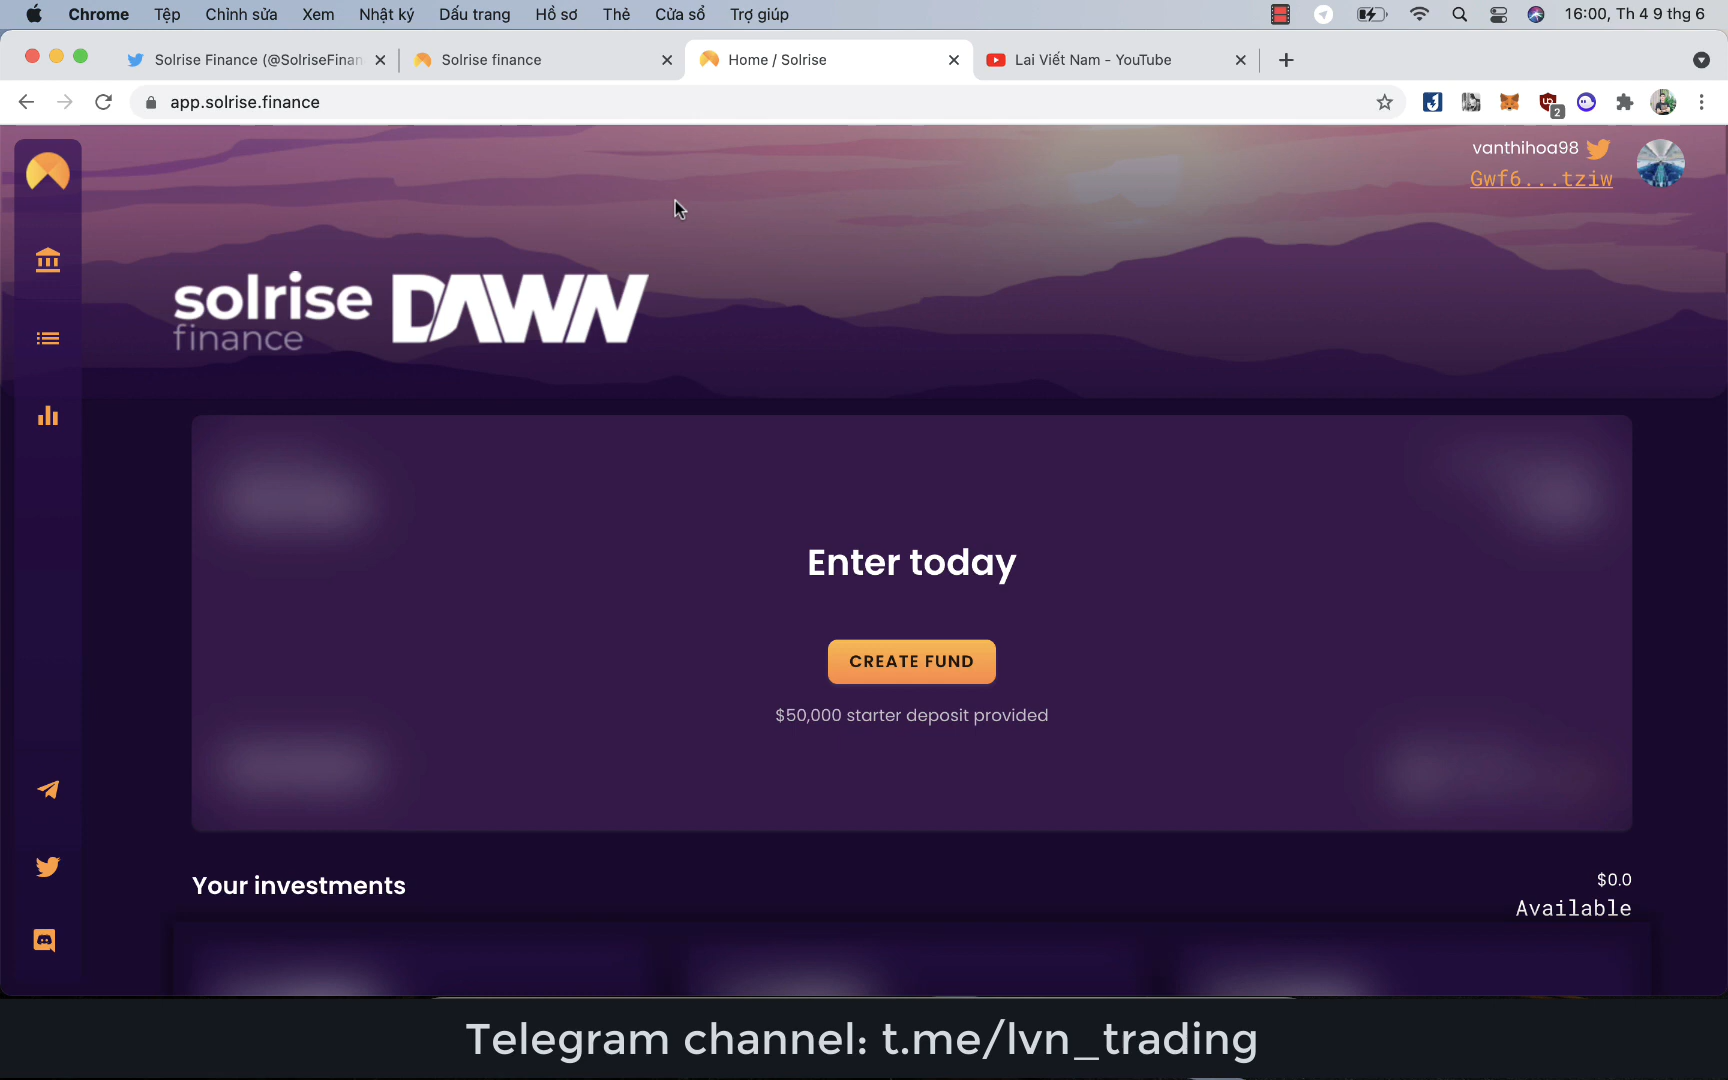 Chrome Tệp Chỉnh sửa Xem Nhật ký Dấu trang Hồ sơ Thẻ Cửa sổ Trợ giúp 16:00, Th 4 9 thg 6
Solrise Finance (@SolriseFinan Solrise finance Home / Solrise Lai Việt Nam - YouTube
app.solrise.finance 2
vanthihoa98
Gwf6...tziw
solrise DAWN
finance
Enter today
CREATE FUND
$50,000 starter deposit provided
Your investments $0.0
Available
Telegram channel: t.me/lvn_trading